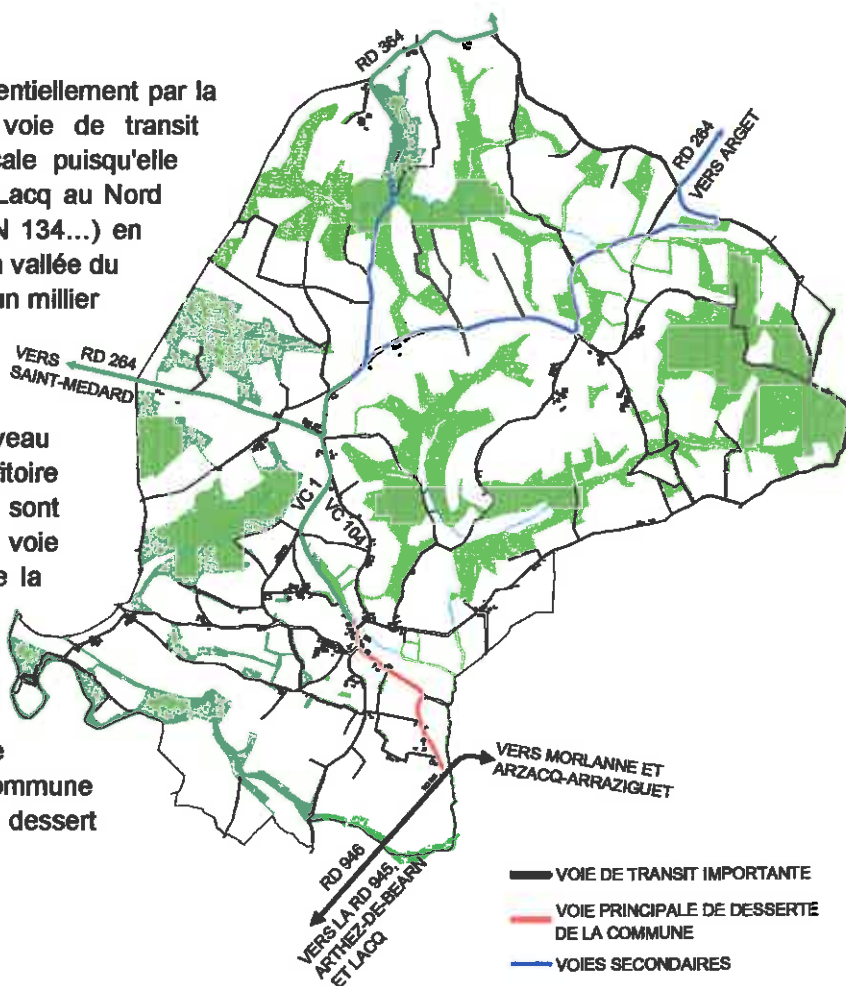 entiellement par la
voie de transit
cale puisqu'elle
Lacq au Nord
N 134...) en
vallée du
un millier
veau
toire
sont
voie
e la
e
ommune
dessert
RD 364
RD 264
VERS ARGET
RD 264
VERS
SAINT-MEDARD
VC 1
VC 104
VERS MORLANNE ET
ARZACQ-ARRAZIGUET
RD 946
VERS LA RD 945,
ARTHEZ-DE-BEARN
ET LACQ
VOIE DE TRANSIT IMPORTANTE
VOIE PRINCIPALE DE DESSERTE
DE LA COMMUNE
VOIES SECONDAIRES